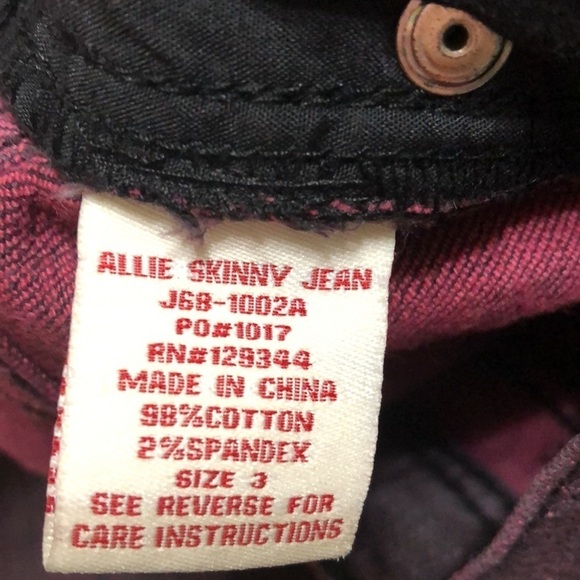 ALLIE SKINNY JEAN
J68-1002A
PO#1017
RN#129344
MADE IN CHINA
98%COTTON
2%SPANDEX
SIZE 3
SEE REVERSE FOR
CARE INSTRUCTIONS